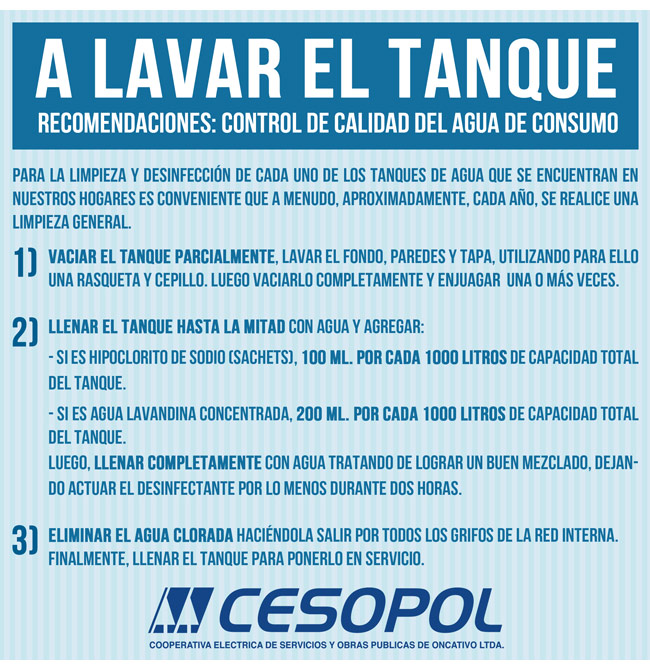 A LAVAR EL TANQUE
RECOMENDACIONES: CONTROL DE CALIDAD DEL AGUA DE CONSUMO
PARA LA LIMPIEZA Y DESINFECCIÓN DE CADA UNO DE LOS TANQUES DE AGUA QUE SE ENCUENTRAN EN
NUESTROS HOGARES ES CONVENIENTE QUE A MENUDO, APROXIMADAMENTE, CADA AÑO, SE REALICE UNA
LIMPIEZA GENERAL.
1) VACIAR EL TANQUE PARCIALMENTE, LAVAR EL FONDO, PAREDES Y TAPA, UTILIZANDO PARA ELLO
UNA RASQUETA Y CEPILLO. LUEGO VACIARLO COMPLETAMENTE Y ENJUAGAR UNA O MÁS VECES.
2) LLENAR EL TANQUE HASTA LA MITAD CON AGUA Y AGREGAR:
- SI ES HIPOCLORITO DE SODIO (SACHETS), 100 ML. POR CADA 1000 LITROS DE CAPACIDAD TOTAL
DEL TANQUE.
- SI ES AGUA LAVANDINA CONCENTRADA, 200 ML. POR CADA 1000 LITROS DE CAPACIDAD TOTAL
DEL TANQUE.
LUEGO, LLENAR COMPLETAMENTE CON AGUA TRATANDO DE LOGRAR UN BUEN MEZCLADO, DEJAN-
DO ACTUAR EL DESINFECTANTE POR LO MENOS DURANTE DOS HORAS.
3) ELIMINAR EL AGUA CLORADA HACIÉNDOLA SALIR POR TODOS LOS GRIFOS DE LA RED INTERNA.
FINALMENTE, LLENAR EL TANQUE PARA PONERLO EN SERVICIO.
CESOPOL
COOPERATIVA ELECTRICA DE SERVICIOS Y OBRAS PUBLICAS DE ONCATIVO LTDA.